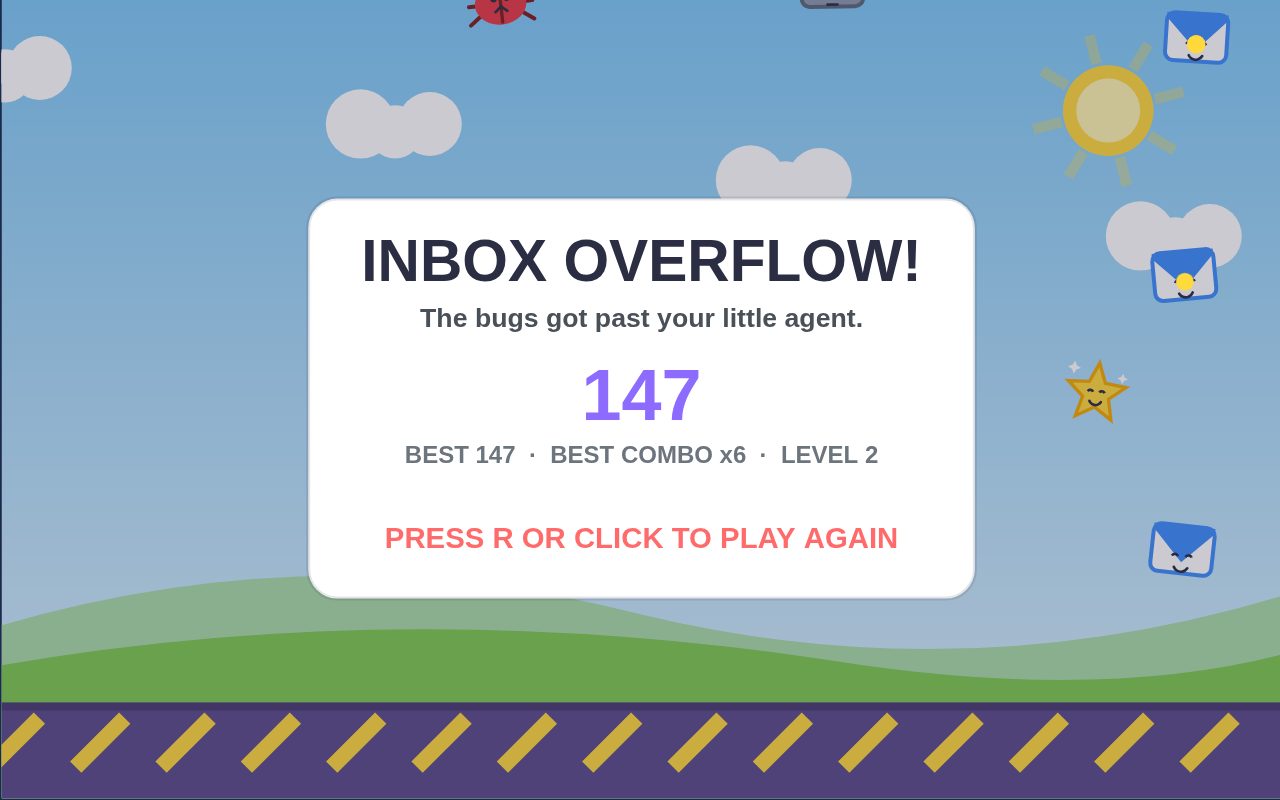 INBOX OVERFLOW!
The bugs got past your little agent.
147
BEST 147 · BEST COMBO x6 · LEVEL 2
PRESS R OR CLICK TO PLAY AGAIN